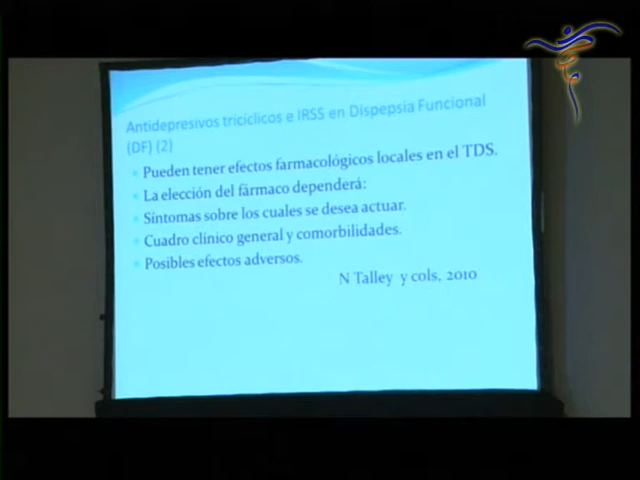 Antidepresivos tricíclicos e IRSS en Dispepsia Funcional
(DF) (2)
Pueden tener efectos farmacológicos locales en el TDS.
La elección del fármaco dependerá:
Síntomas sobre los cuales se desea actuar.
Cuadro clínico general y comorbilidades.
Posibles efectos adversos.
N Talley y cols, 2010